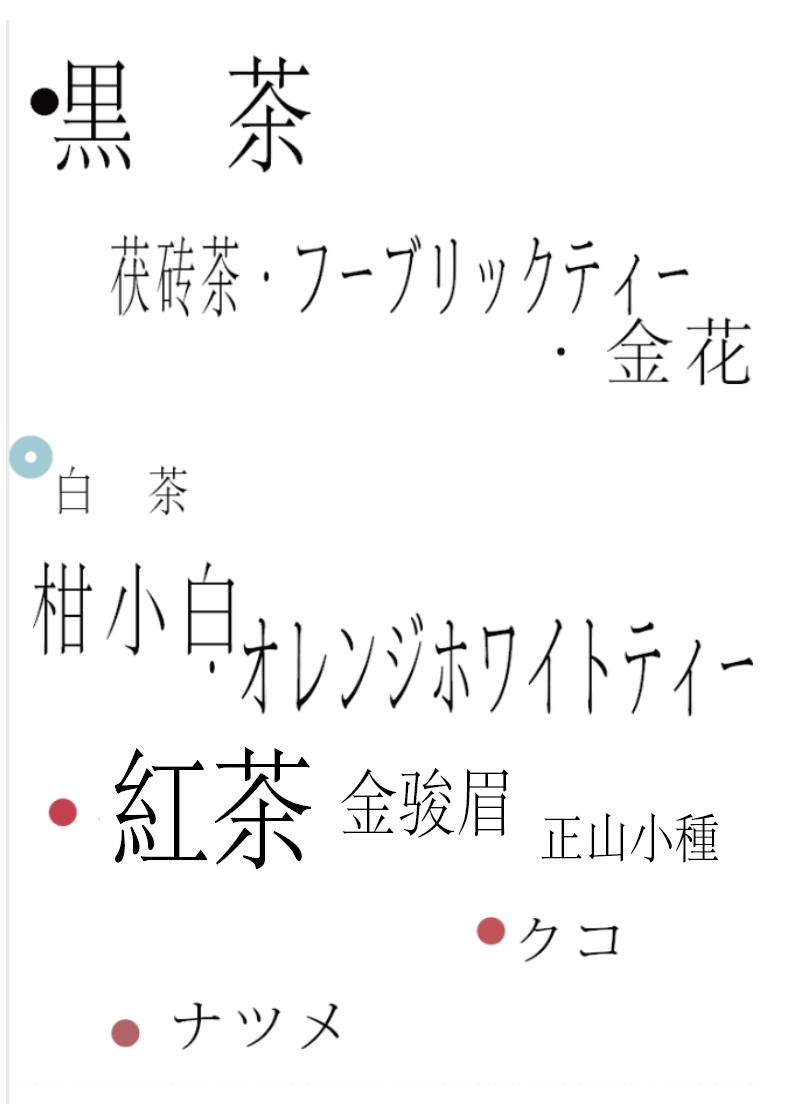 黒 茶
茯砖茶・フーブリックティー
・金花
白 茶
柑小白
・オレンジホワイトティー
紅茶 金骏眉 正山小種
クコ
ナツメ